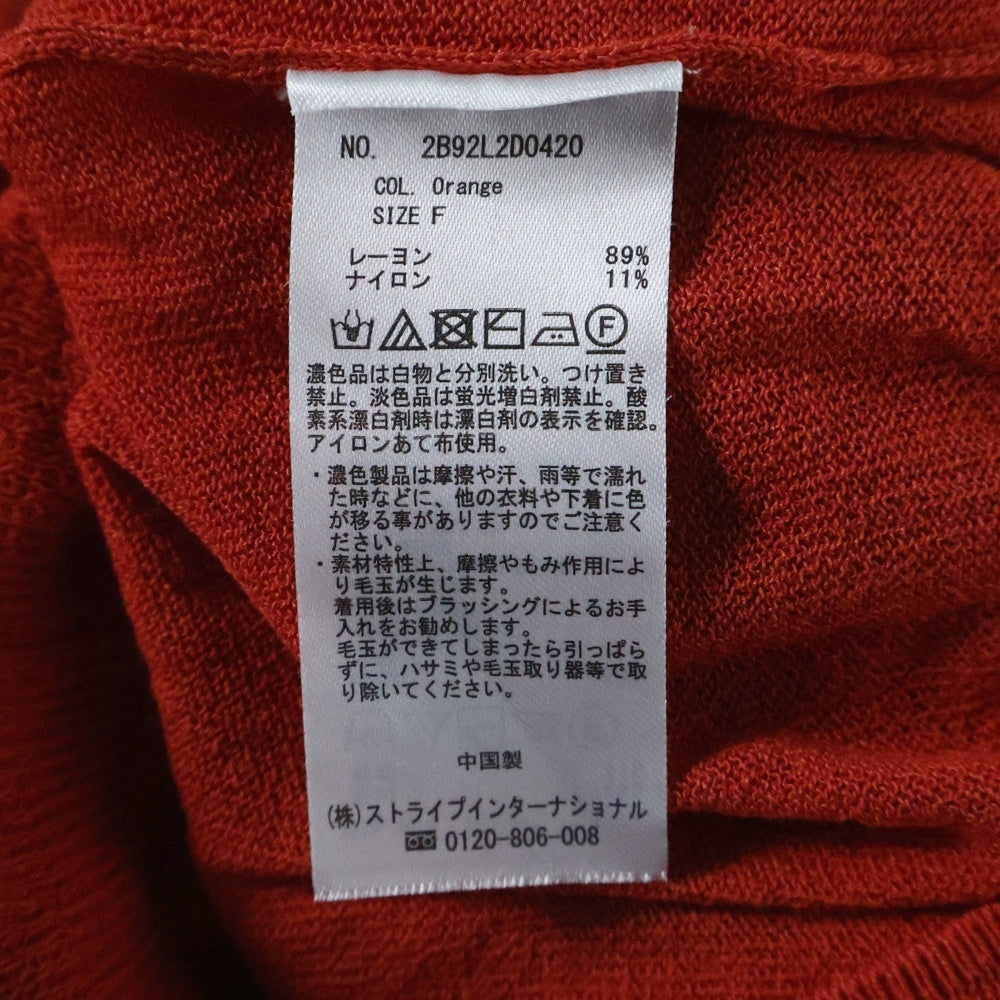 NO. 2B92L2D0420
COL. Orange
SIZE F
レーヨン 89%
ナイロン 11%
F
濃色品は白物と分別洗い。つけ置き
禁止。淡色品は蛍光増白剤禁止。酸
素系漂白剤時は漂白剤の表示を確認。
アイロンあて布使用。
・濃色製品は摩擦や汗、雨等で濡れ
た時などに、他の衣料や下着に色
が移る事がありますのでご注意く
ださい。
・素材特性上、摩擦やもみ作用によ
り毛玉が生じます。
着用後はブラッシングによるお手
入れをお勧めします。
毛玉ができてしまったら引っぱら
ずに、ハサミや毛玉取り器等で取
り除いてください。
中国製
(株)ストライプインターナショナル
0120-806-008